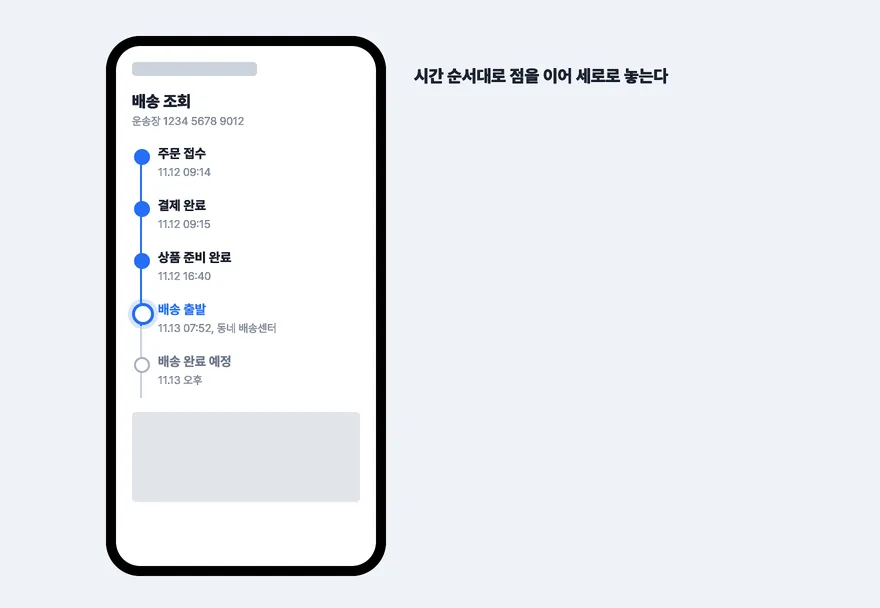 시간 순서대로 점을 이어 세로로 놓는다
배송 조회
운송장 1234 5678 9012
주문 접수
11.12 09:14
결제 완료
11.12 09:15
상품 준비 완료
11.12 16:40
배송 출발
11.13 07:52, 동네 배송센터
배송 완료 예정
11.13 오후